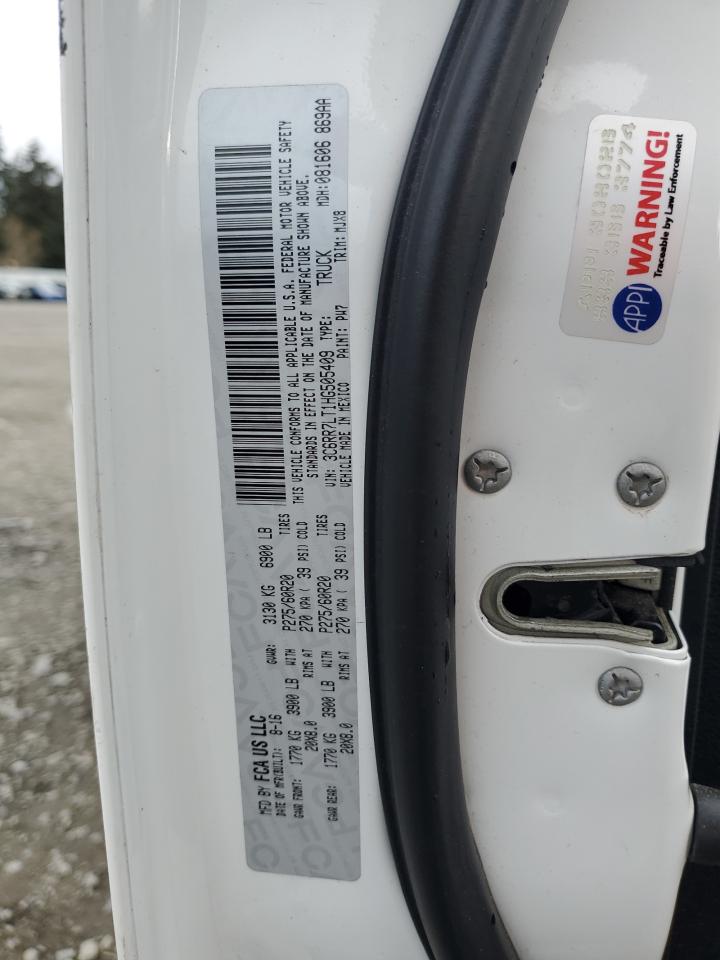 MFD BY FCA US LLC
DATE OF MFR(BUILT): 8-16 GVWR: 3130 KG 6900 LB
GAWR FRONT: 1770 KG 3900 LB WITH P275/60R20 TIRES
20X8.0 RIMS AT 270 KPA ( 39 PSI) COLD
GAWR REAR: 1770 KG 3900 LB WITH P275/60R20 TIRES
20X8.0 RIMS AT 270 KPA ( 39 PSI) COLD
THIS VEHICLE CONFORMS TO ALL APPLICABLE U.S.A. FEDERAL MOTOR VEHICLE SAFETY
STANDARDS IN EFFECT ON THE DATE OF MANUFACTURE SHOWN ABOVE.
VIN: 3C6RR7LT1HG505409 TYPE: TRUCK MDH:081606 869AA
VEHICLE MADE IN MEXICO PAINT: PW7 TRIM: MJX8
APPI WARNING!
Traceable by Law Enforcement